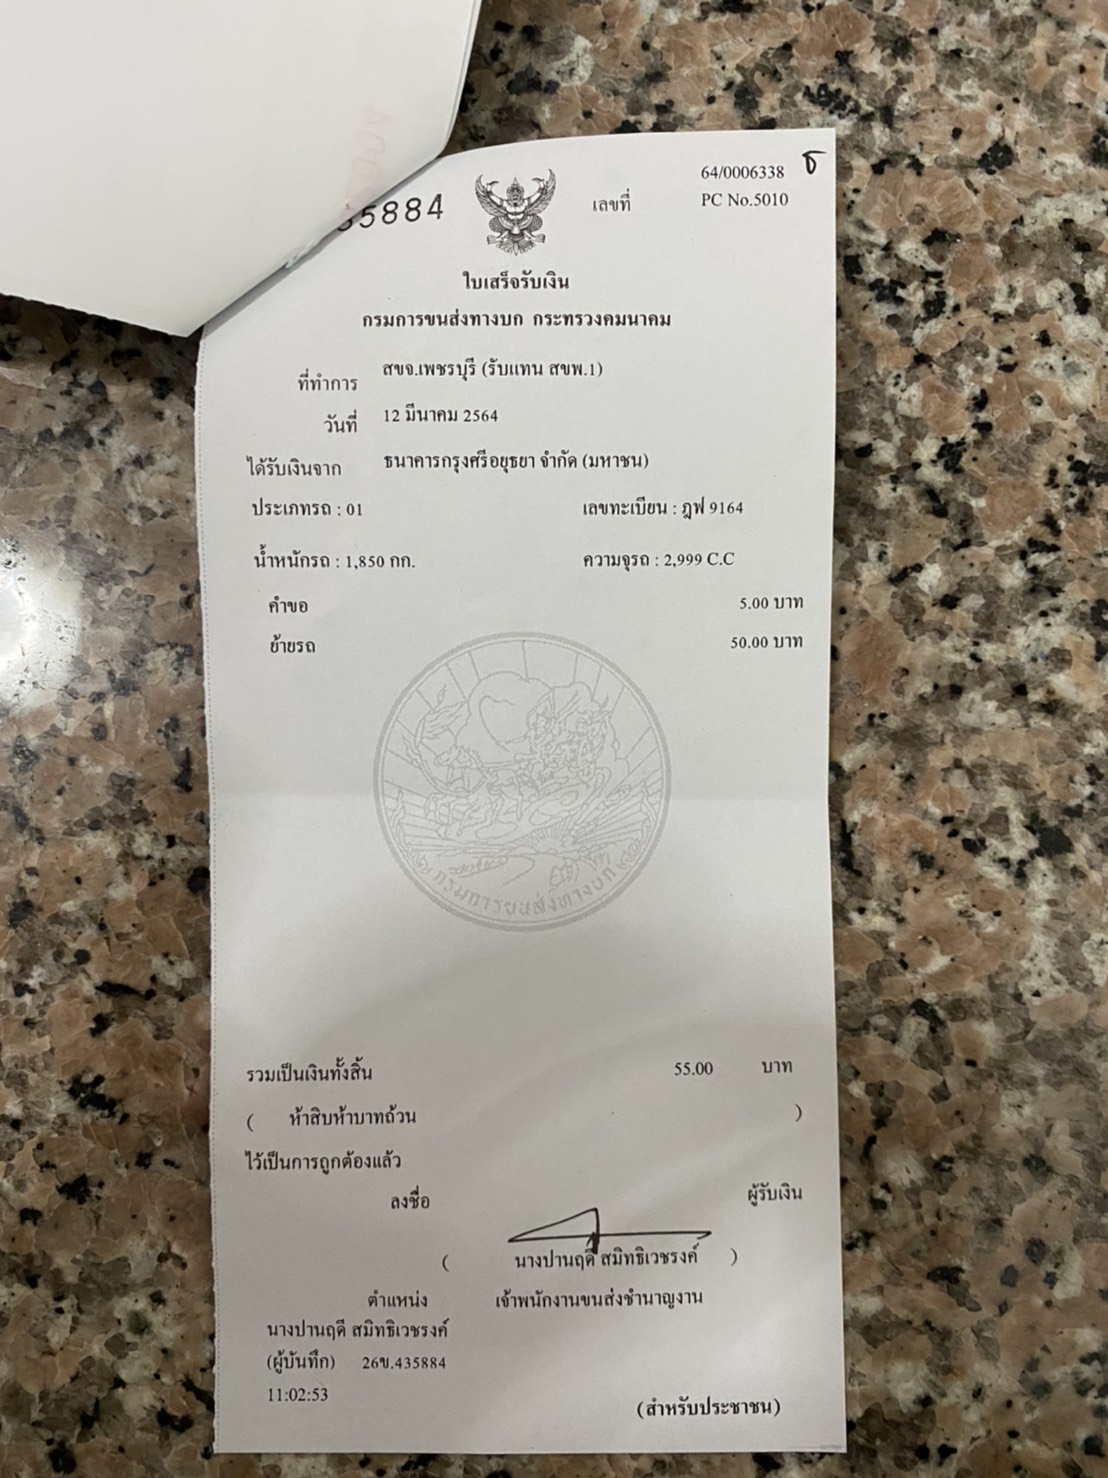 64/0006338
5884
เลขที่ PC No.5010
ใบเสร็จรับเงิน
กรมการขนส่งทางบก กระทรวงคมนาคม
ที่ทำการ สขจ.เพชรบุรี (รับแทน สขพ.1)
วันที่ 12 มีนาคม 2564
ได้รับเงินจาก ธนาคารกรุงศรีอยุธยา จำกัด (มหาชน)
ประเภทรถ : 01 เลขทะเบียน : ฎฬ 9164
น้ำหนักรถ : 1,850 กก. ความจุรถ : 2,999 C.C
คำขอ 5.00 บาท
ย้ายรถ 50.00 บาท
กรมการขนส่งทางบก
รวมเป็นเงินทั้งสิ้น 55.00 บาท
( ห้าสิบห้าบาทถ้วน )
ไว้เป็นการถูกต้องแล้ว
ลงชื่อ ผู้รับเงิน
( นางปานฤดี สมิทธิเวชรงค์ )
ตำแหน่ง เจ้าพนักงานขนส่งชำนาญงาน
นางปานฤดี สมิทธิเวชรงค์
(ผู้บันทึก) 26ข.435884
11:02:53
(สำหรับประชาชน)